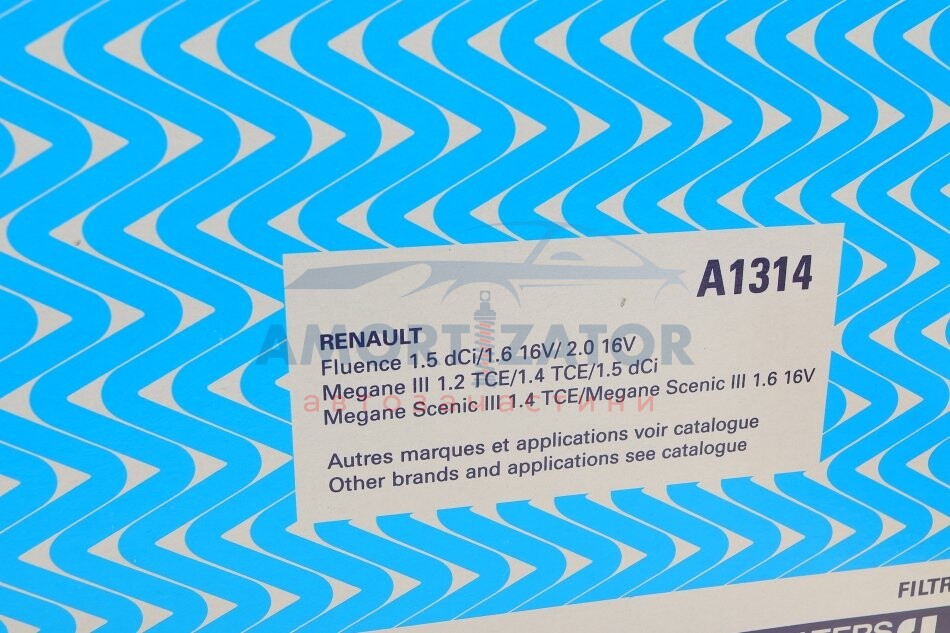 A1314
RENAULT
Fluence 1.5 dCi/1.6 16V/ 2.0 16V
Megane III 1.2 TCE/1.4 TCE/1.5 dCi
Megane Scenic III 1.4 TCE/Megane Scenic III 1.6 16V
Autres marques et applications voir catalogue
Other brands and applications see catalogue
AMORTIZATOR
автозапчастини
FILTR